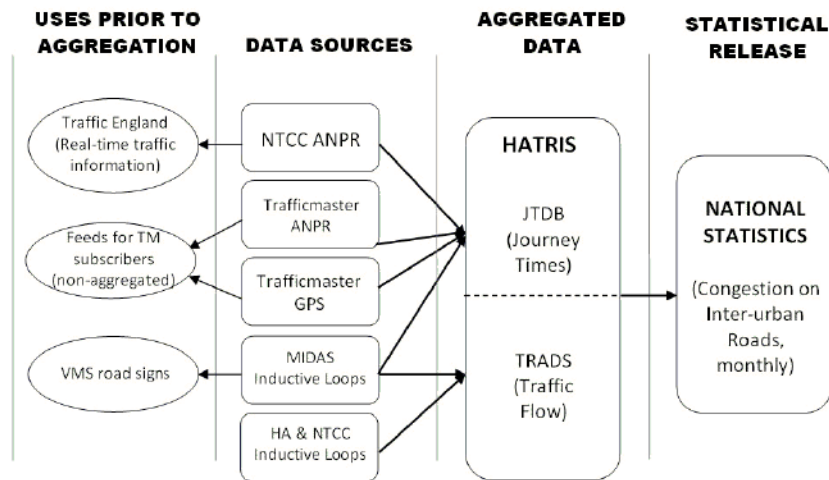 USES PRIOR TO
AGGREGATION
DATA SOURCES
AGGREGATED
DATA
STATISTICAL
RELEASE
Traffic England
(Real-time traffic
information)
Feeds for TM
subscribers
(non-aggregated)
VMS road signs
NTCC ANPR
Trafficmaster
ANPR
Trafficmaster
GPS
MIDAS
Inductive Loops
HA & NTCC
Inductive Loops
HATRIS
JTDB
(Journey
Times)
TRADS
(Traffic
Flow)
NATIONAL
STATISTICS
(Congestion on
Inter-urban
Roads,
monthly)